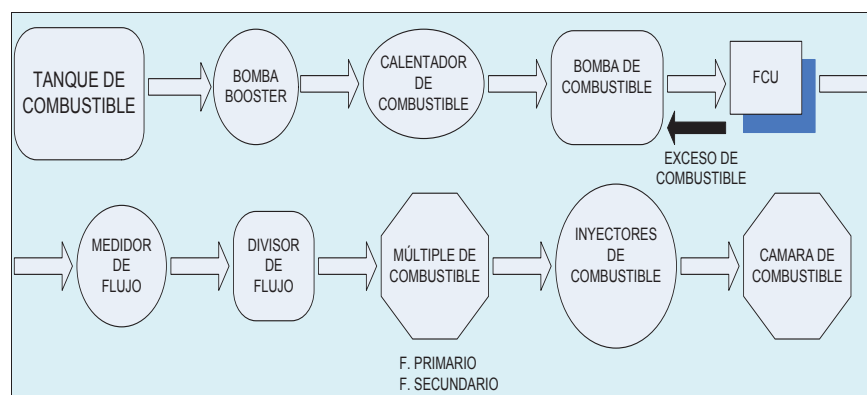 TANQUE DE
COMBUSTIBLE
BOMBA
BOOSTER
CALENTADOR
DE
COMBUSTIBLE
BOMBA DE
COMBUSTIBLE
FCU
EXCESO DE
COMBUSTIBLE
MEDIDOR
DE
FLUJO
DIVISOR
DE
FLUJO
MÚLTIPLE DE
COMBUSTIBLE
INYECTORES
DE
COMBUSTIBLE
CAMARA DE
COMBUSTIBLE
F. PRIMARIO
F. SECUNDARIO